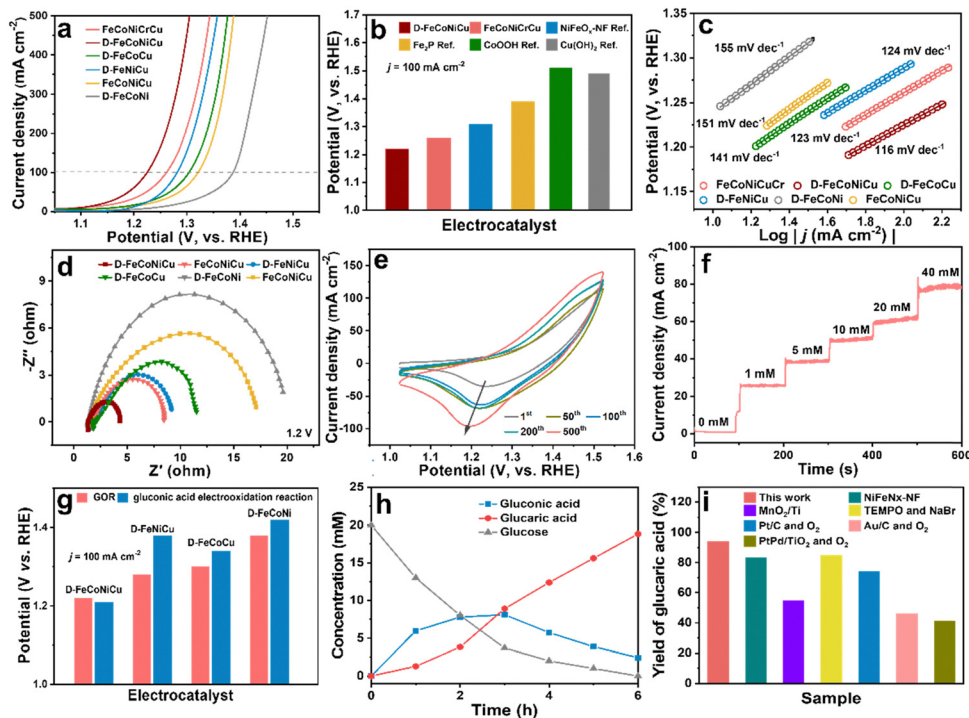 a
FeCoNiCrCu
D-FeCoNiCu
D-FeCoCu
D-FeNiCu
FeCoNiCu
D-FeCoNi
Current density (mA cm-2)
500
400
300
200
100
0
1.1 1.2 1.3 1.4 1.5
Potential (V, vs. RHE)
b
D-FeCoNiCu FeCoNiCrCu NiFeOx-NF Ref.
Fe2P Ref. CoOOH Ref. Cu(OH)2 Ref.
j = 100 mA cm-2
Potential (V, vs. RHE)
1.6
1.5
1.4
1.3
1.2
1.1
1.0
Electrocatalyst
c
155 mV dec-1
124 mV dec-1
151 mV dec-1
123 mV dec-1
141 mV dec-1
116 mV dec-1
FeCoNiCuCr D-FeCoNiCu D-FeCoCu
D-FeNiCu D-FeCoNi FeCoNiCu
Potential (V, vs. RHE)
1.35
1.30
1.25
1.20
1.15
1.0 1.2 1.4 1.6 1.8 2.0 2.2
Log | j (mA cm-2) |
d
D-FeCoNiCu FeCoNiCu D-FeNiCu
D-FeCoCu D-FeCoNi FeCoNiCu
-Z″ (ohm)
12
9
6
3
0
1.2 V
0 5 10 15 20
Z′ (ohm)
e
Current density (mA cm-2)
150
100
50
0
-50
-100
1st 50th 100th
200th 500th
1.0 1.1 1.2 1.3 1.4 1.5 1.6
Potential (V, vs. RHE)
f
Current density (mA cm-2)
100
80
60
40
20
0
0 mM
1 mM
5 mM
10 mM
20 mM
40 mM
0 200 400 600
Time (s)
g
GOR gluconic acid electrooxidation reaction
j = 100 mA cm-2
D-FeCoNiCu
D-FeNiCu
D-FeCoCu
D-FeCoNi
Potential (V vs. RHE)
1.4
1.2
1.0
Electrocatalyst
h
Gluconic acid
Glucaric acid
Glucose
Concentration (mM)
25
20
15
10
5
0
0 2 4 6
Time (h)
i
This work NiFeNx-NF
MnO2/Ti TEMPO and NaBr
Pt/C and O2 Au/C and O2
PtPd/TiO2 and O2
Yield of glucaric acid (%)
120
100
80
60
40
20
0
Sample